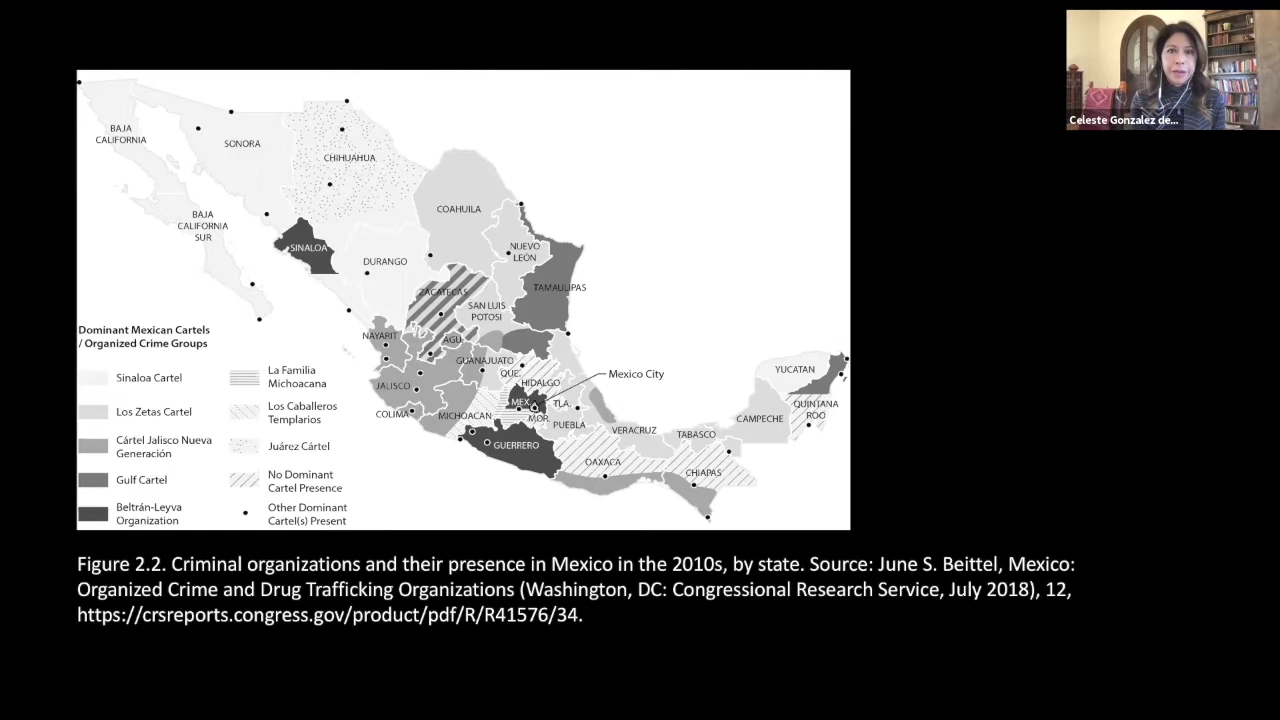 Celeste Gonzalez de...
BAJA
CALIFORNIA
SONORA
CHIHUAHUA
COAHUILA
BAJA
CALIFORNIA
SUR
SINALOA
DURANGO
NUEVO
LEÓN
TAMAULIPAS
ZACATECAS
SAN LUIS
POTOSI
NAYARIT
AGU.
GUANAJUATO
QUE.
HIDALGO
Mexico City
YUCATAN
JALISCO
COLIMA
MICHOACAN
MEX.
TLA.
MOR.
PUEBLA
VERACRUZ
TABASCO
CAMPECHE
QUINTANA
ROO
GUERRERO
OAXACA
CHIAPAS
Dominant Mexican Cartels
/ Organized Crime Groups
Sinaloa Cartel
Los Zetas Cartel
Cártel Jalisco Nueva
Generación
Gulf Cartel
Beltrán-Leyva
Organization
La Familia
Michoacana
Los Caballeros
Templarios
Juárez Cártel
No Dominant
Cartel Presence
Other Dominant
Cartel(s) Present
Figure 2.2. Criminal organizations and their presence in Mexico in the 2010s, by state. Source: June S. Beittel, Mexico:
Organized Crime and Drug Trafficking Organizations (Washington, DC: Congressional Research Service, July 2018), 12,
https://crsreports.congress.gov/product/pdf/R/R41576/34.